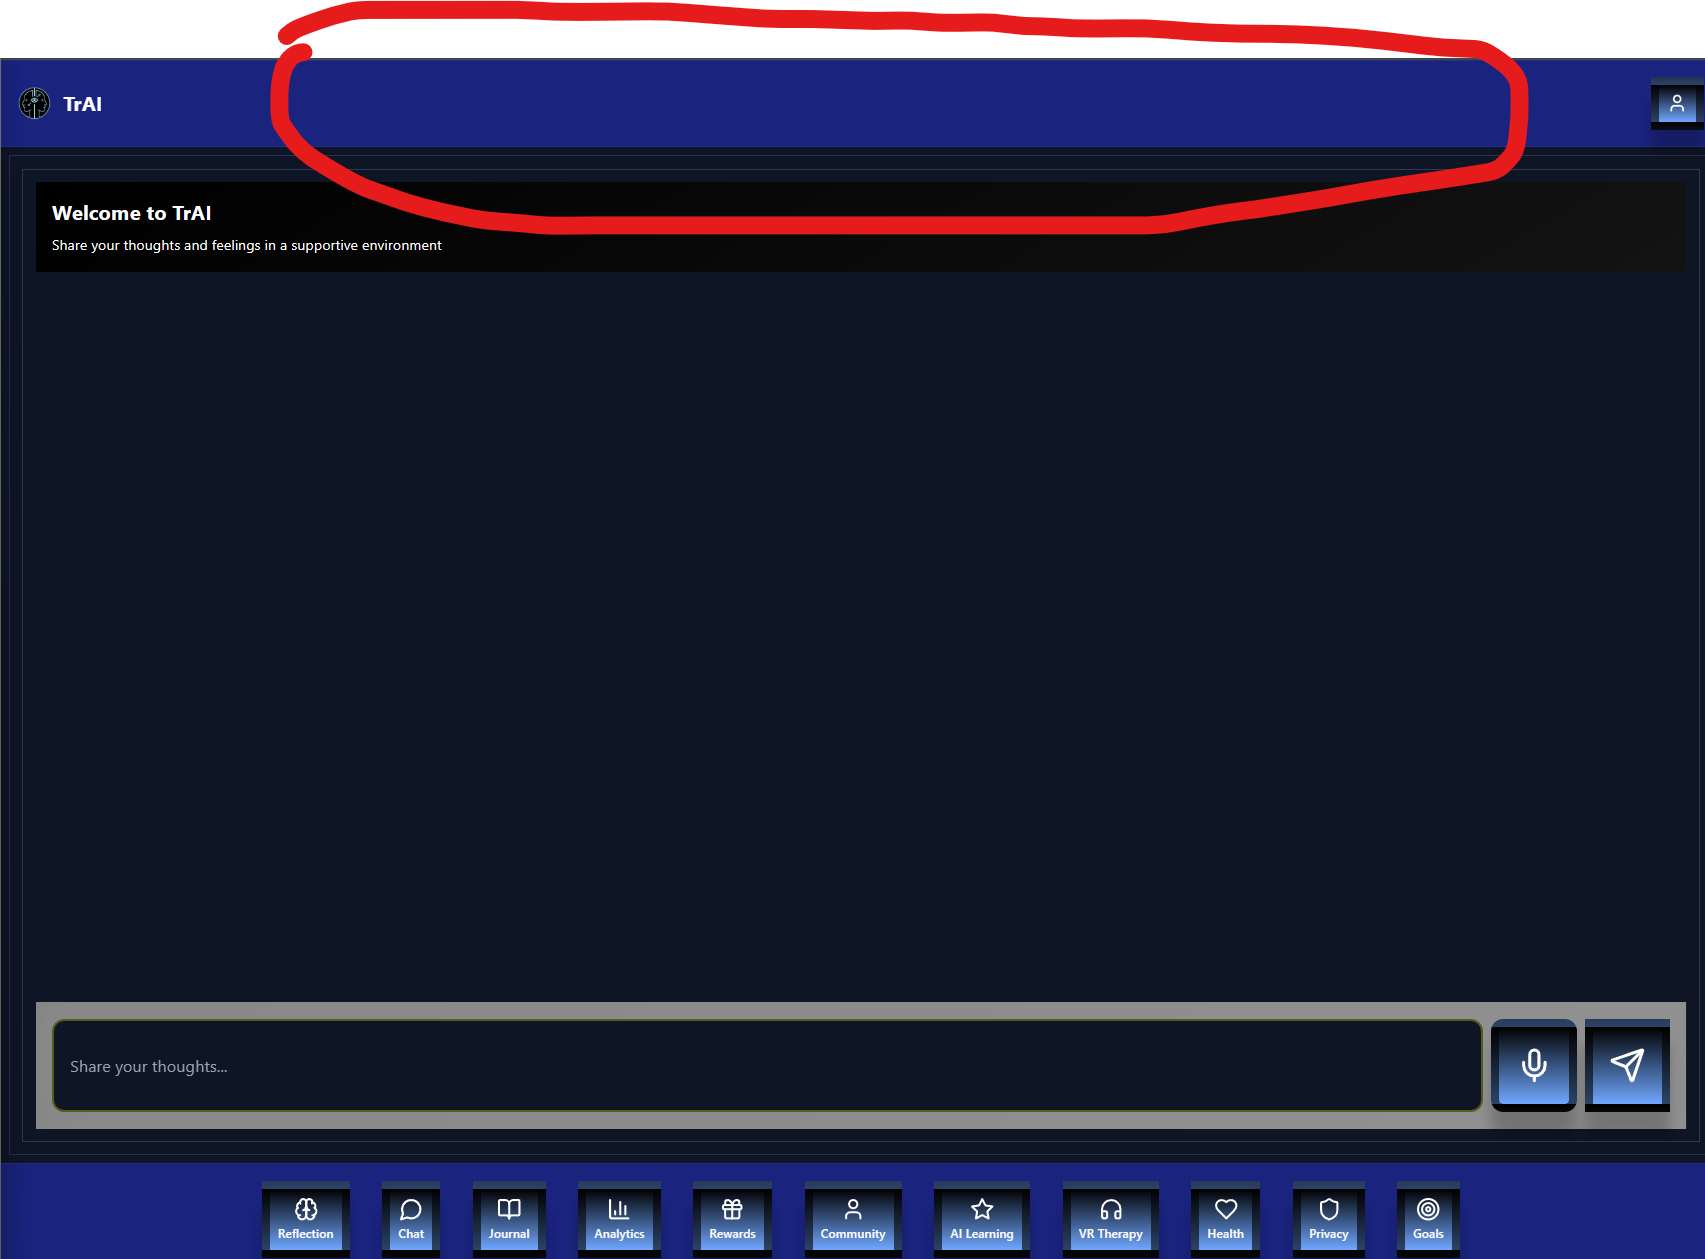 TrAI
Welcome to TrAI
Share your thoughts and feelings in a supportive environment
Share your thoughts...
Reflection Chat Journal Analytics Rewards Community AI Learning VR Therapy Health Privacy Goals